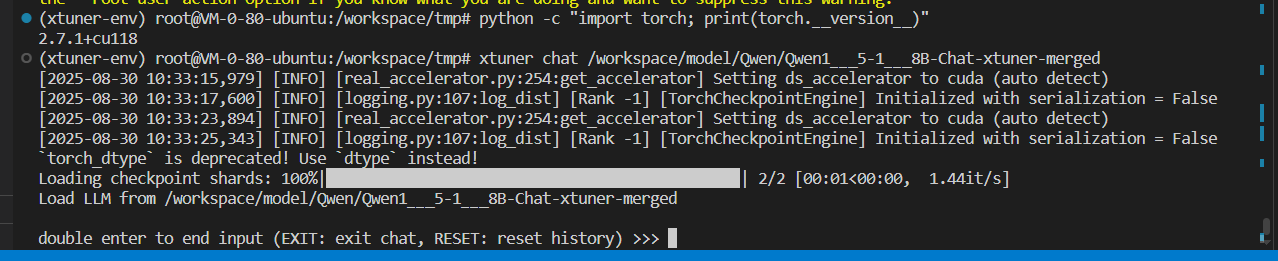 the "root user action option if you know what you are doing and want to suppress this warning.
(xtuner-env) root@VM-0-80-ubuntu:/workspace/tmp# python -c "import torch; print(torch.__version__)"
2.7.1+cu118
(xtuner-env) root@VM-0-80-ubuntu:/workspace/tmp# xtuner chat /workspace/model/Qwen/Qwen1___5-1___8B-Chat-xtuner-merged
[2025-08-30 10:33:15,979] [INFO] [real_accelerator.py:254:get_accelerator] Setting ds_accelerator to cuda (auto detect)
[2025-08-30 10:33:17,600] [INFO] [logging.py:107:log_dist] [Rank -1] [TorchCheckpointEngine] Initialized with serialization = False
[2025-08-30 10:33:23,894] [INFO] [real_accelerator.py:254:get_accelerator] Setting ds_accelerator to cuda (auto detect)
[2025-08-30 10:33:25,343] [INFO] [logging.py:107:log_dist] [Rank -1] [TorchCheckpointEngine] Initialized with serialization = False
`torch_dtype` is deprecated! Use `dtype` instead!
Loading checkpoint shards: 100%|| 2/2 [00:01<00:00, 1.44it/s]
Load LLM from /workspace/model/Qwen/Qwen1___5-1___8B-Chat-xtuner-merged
double enter to end input (EXIT: exit chat, RESET: reset history) >>>